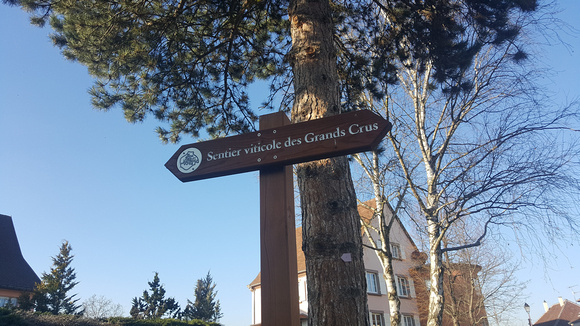 Sentier viticole des Grands Crus